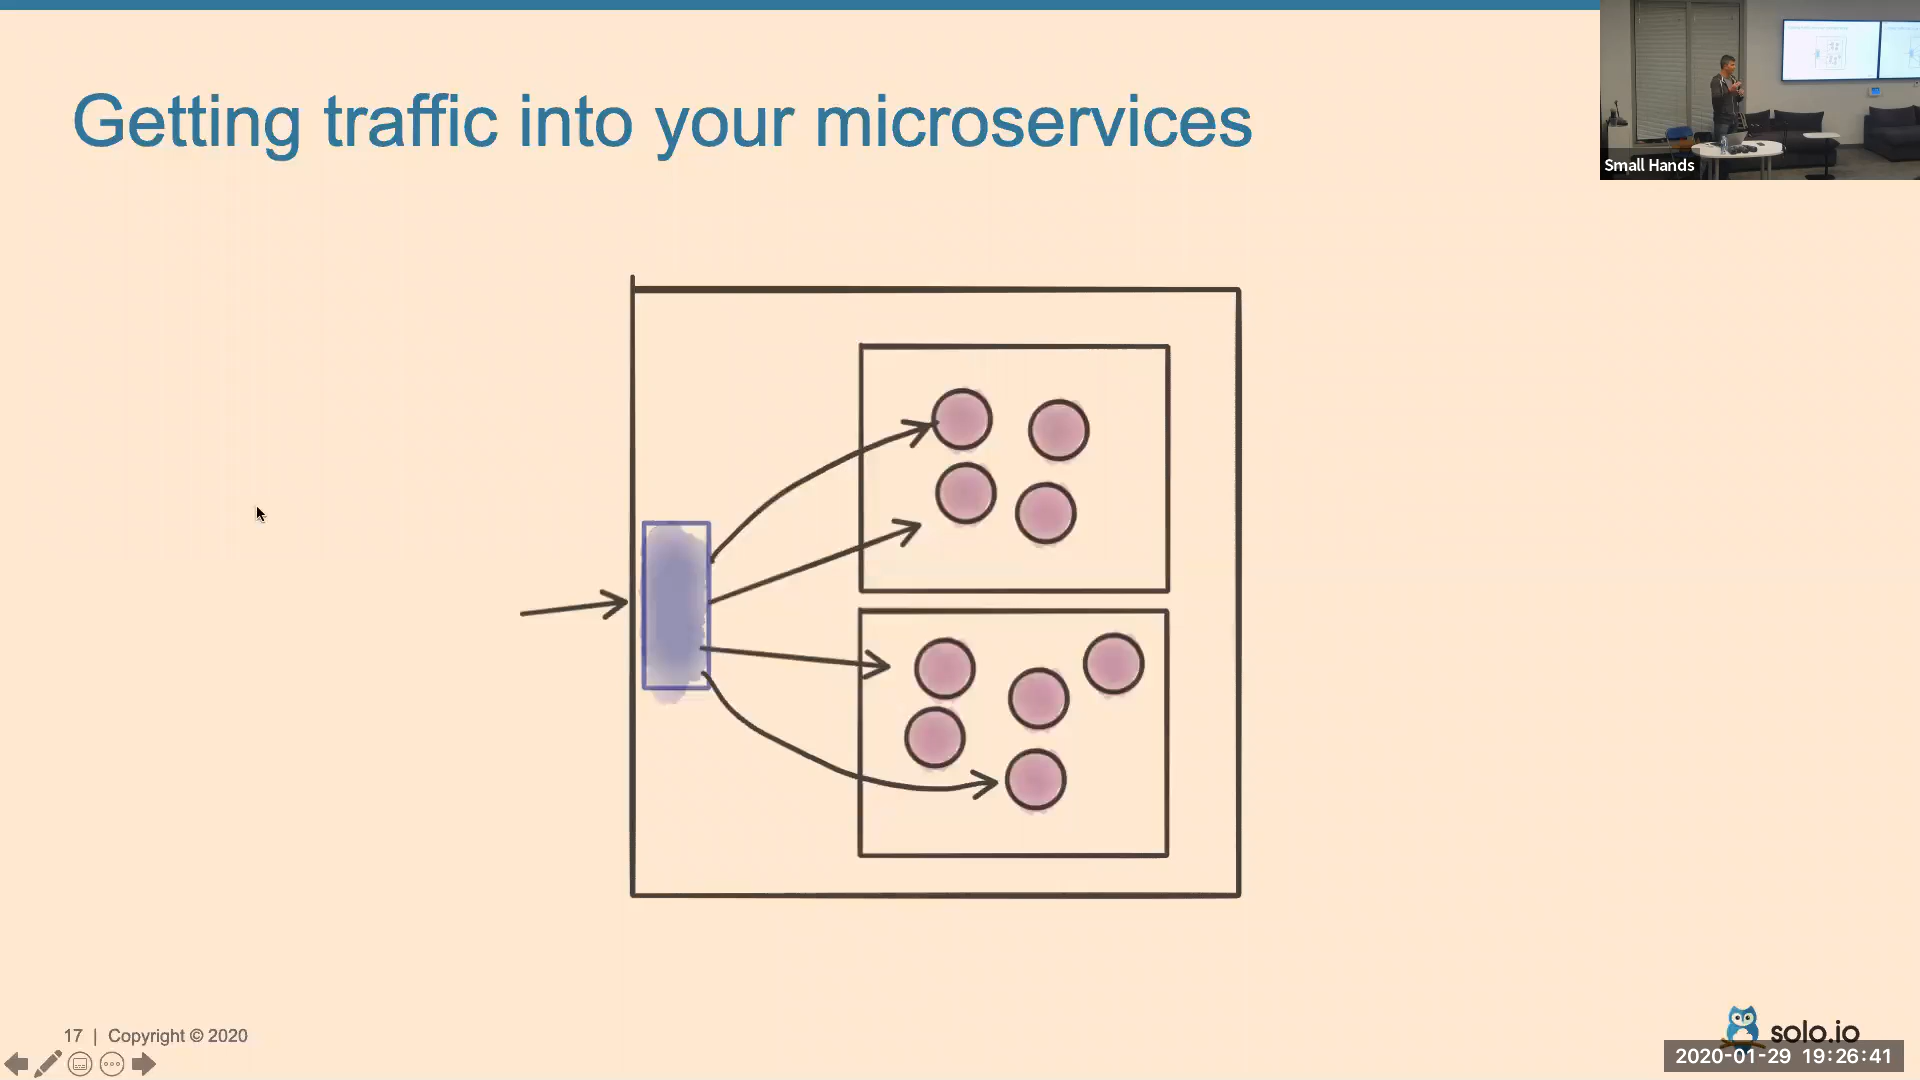 Getting traffic into your microservices
Small Hands
17 | Copyright © 2020
solo.io
2020-01-29 19:26:41